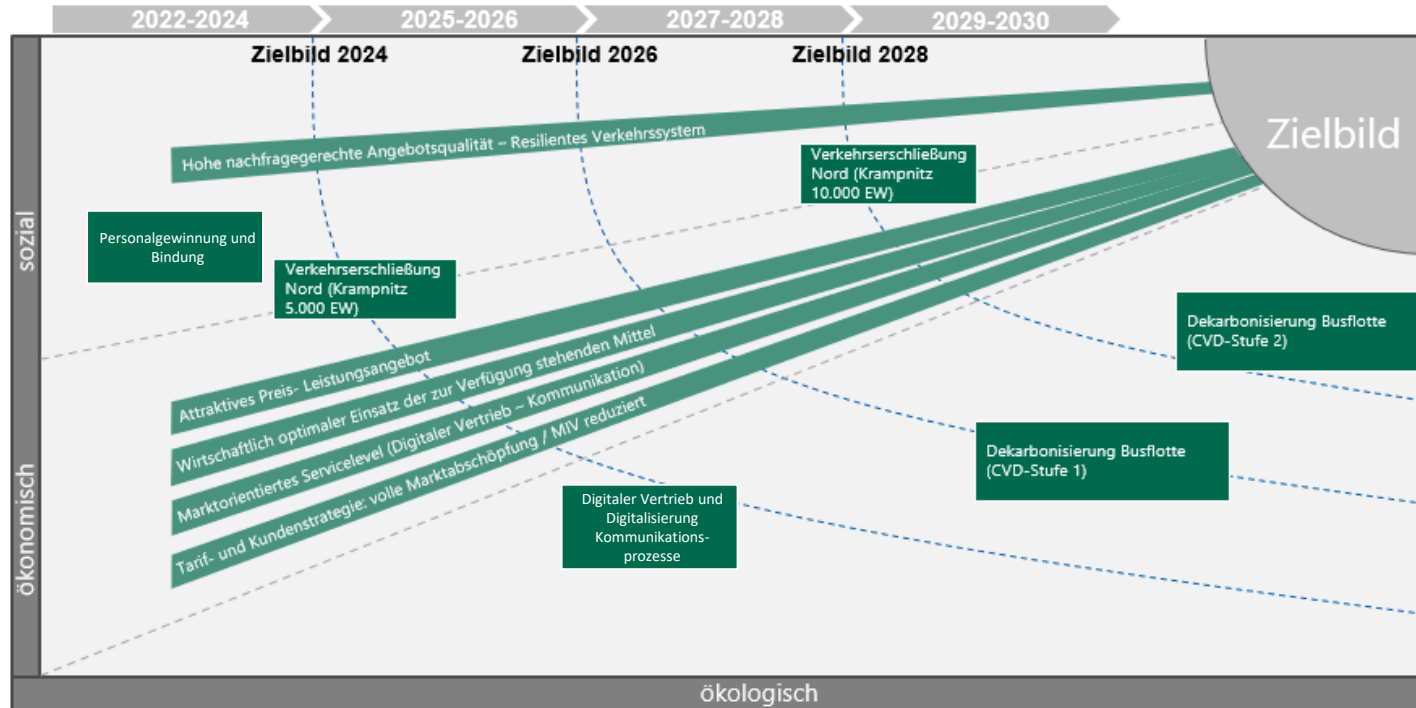 2022-2024
2025-2026
2027-2028
2029-2030
Zielbild 2024
Zielbild 2026
Zielbild 2028
Zielbild
Hohe nachfragegerechte Angebotsqualität – Resilientes Verkehrssystem
Verkehrserschließung
Nord (Krampnitz
10.000 EW)
sozial
Personalgewinnung und
Bindung
Verkehrserschließung
Nord (Krampnitz
5.000 EW)
Dekarbonisierung Busflotte
(CVD-Stufe 2)
Attraktives Preis- Leistungsangebot
Wirtschaftlich optimaler Einsatz der zur Verfügung stehenden Mittel
Marktorientiertes Servicelevel (Digitaler Vertrieb – Kommunikation)
Tarif- und Kundenstrategie: volle Marktabschöpfung / MIV reduziert
Dekarbonisierung Busflotte
(CVD-Stufe 1)
ökonomisch
Digitaler Vertrieb und
Digitalisierung
Kommunikations-
prozesse
ökologisch